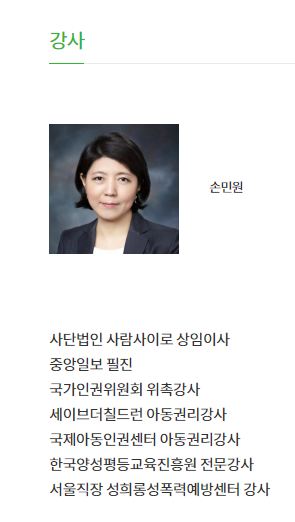 강사
손민원
사단법인 사람사이로 상임이사
중앙일보 필진
국가인권위원회 위촉강사
세이브더칠드런 아동권리강사
국제아동인권센터 아동권리강사
한국양성평등교육진흥원 전문강사
서울직장 성희롱성폭력예방센터 강사